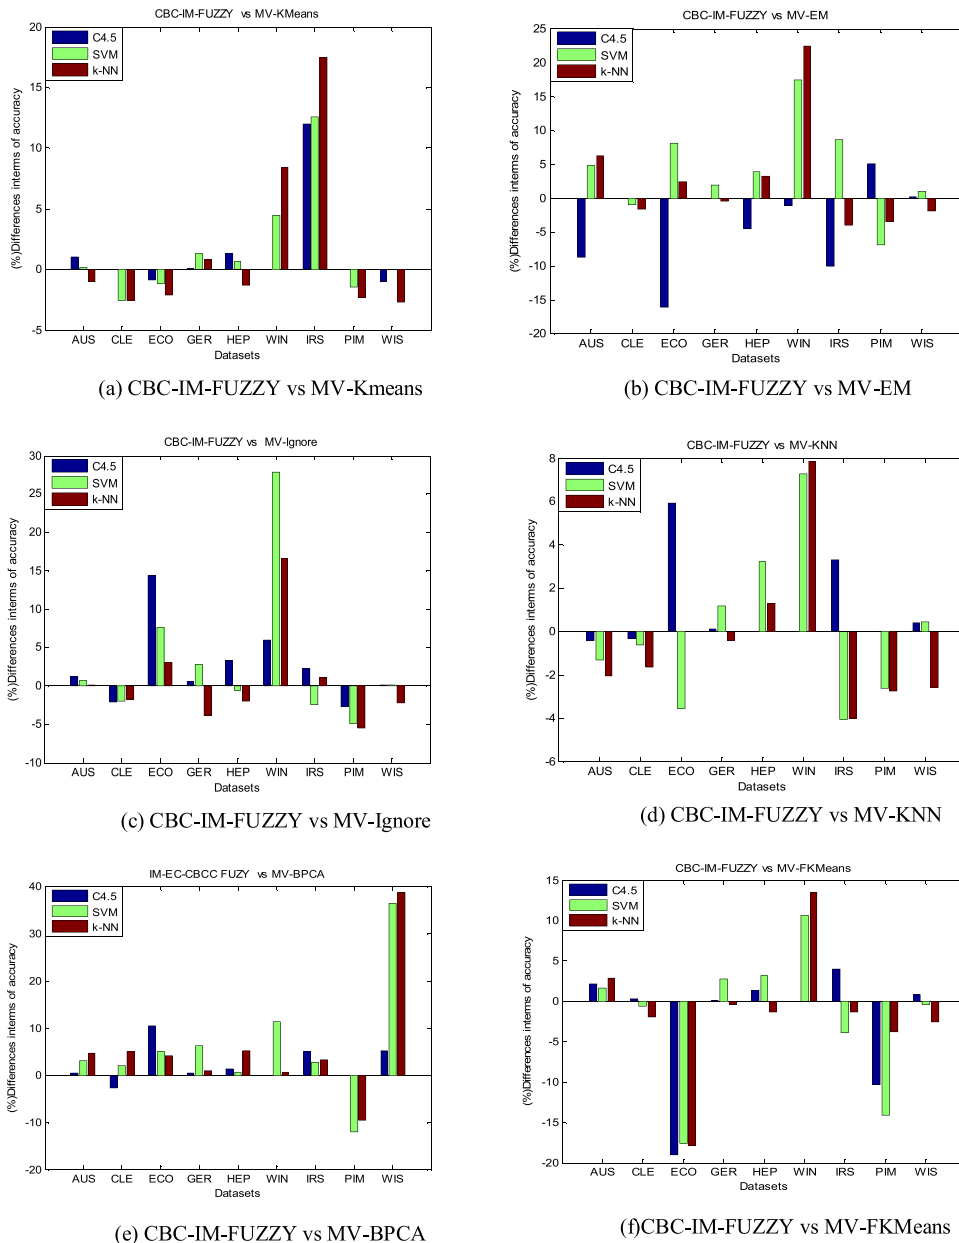 CBC-IM-FUZZY vs MV-KMeans
C4.5
SVM
k-NN
(%)Differences interms of accuracy
20
15
10
5
0
-5
AUS CLE ECO GER HEP WIN IRS PIM WIS
Datasets
(a) CBC-IM-FUZZY vs MV-Kmeans
CBC-IM-FUZZY vs MV-EM
C4.5
SVM
k-NN
(%)Differences interms of accuracy
25
20
15
10
5
0
-5
-10
-15
-20
AUS CLE ECO GER HEP WIN IRS PIM WIS
Datasets
(b) CBC-IM-FUZZY vs MV-EM
CBC-IM-FUZZY vs MV-Ignore
C4.5
SVM
k-NN
(%)Differences interms of accuracy
30
25
20
15
10
5
0
-5
-10
AUS CLE ECO GER HEP WIN IRS PIM WIS
Datasets
(c) CBC-IM-FUZZY vs MV-Ignore
CBC-IM-FUZZY vs MV-KNN
C4.5
SVM
k-NN
(%)Differences interms of accuracy
8
6
4
2
0
-2
-4
-6
AUS CLE ECO GER HEP WIN IRS PIM WIS
Datasets
(d) CBC-IM-FUZZY vs MV-KNN
IM-EC-CBCC FUZY vs MV-BPCA
C4.5
SVM
k-NN
(%)Differences interms of accuracy
40
30
20
10
0
-10
-20
AUS CLE ECO GER HEP WIN IRS PIM WIS
Datasets
(e) CBC-IM-FUZZY vs MV-BPCA
CBC-IM-FUZZY vs MV-FKMeans
C4.5
SVM
k-NN
(%)Differences interms of accuracy
15
10
5
0
-5
-10
-15
-20
AUS CLE ECO GER HEP WIN IRS PIM WIS
Datasets
(f)CBC-IM-FUZZY vs MV-FKMeans